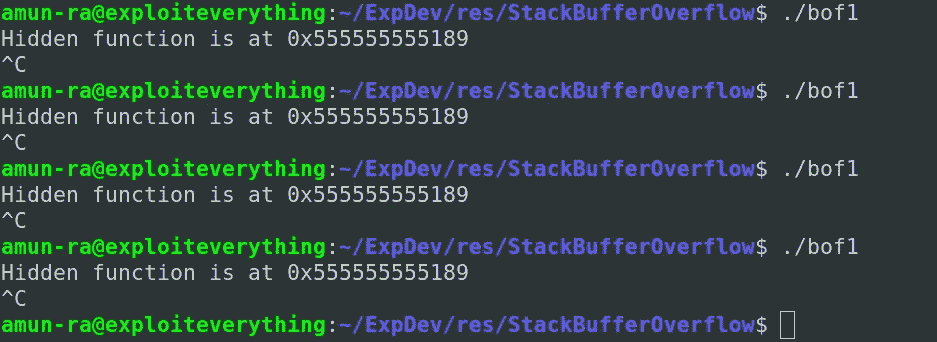 amun-ra@exploiteverything:~/ExpDev/res/StackBufferOverflow$ ./bof1
Hidden function is at 0x555555555189
^C
amun-ra@exploiteverything:~/ExpDev/res/StackBufferOverflow$ ./bof1
Hidden function is at 0x555555555189
^C
amun-ra@exploiteverything:~/ExpDev/res/StackBufferOverflow$ ./bof1
Hidden function is at 0x555555555189
^C
amun-ra@exploiteverything:~/ExpDev/res/StackBufferOverflow$ ./bof1
Hidden function is at 0x555555555189
^C
amun-ra@exploiteverything:~/ExpDev/res/StackBufferOverflow$